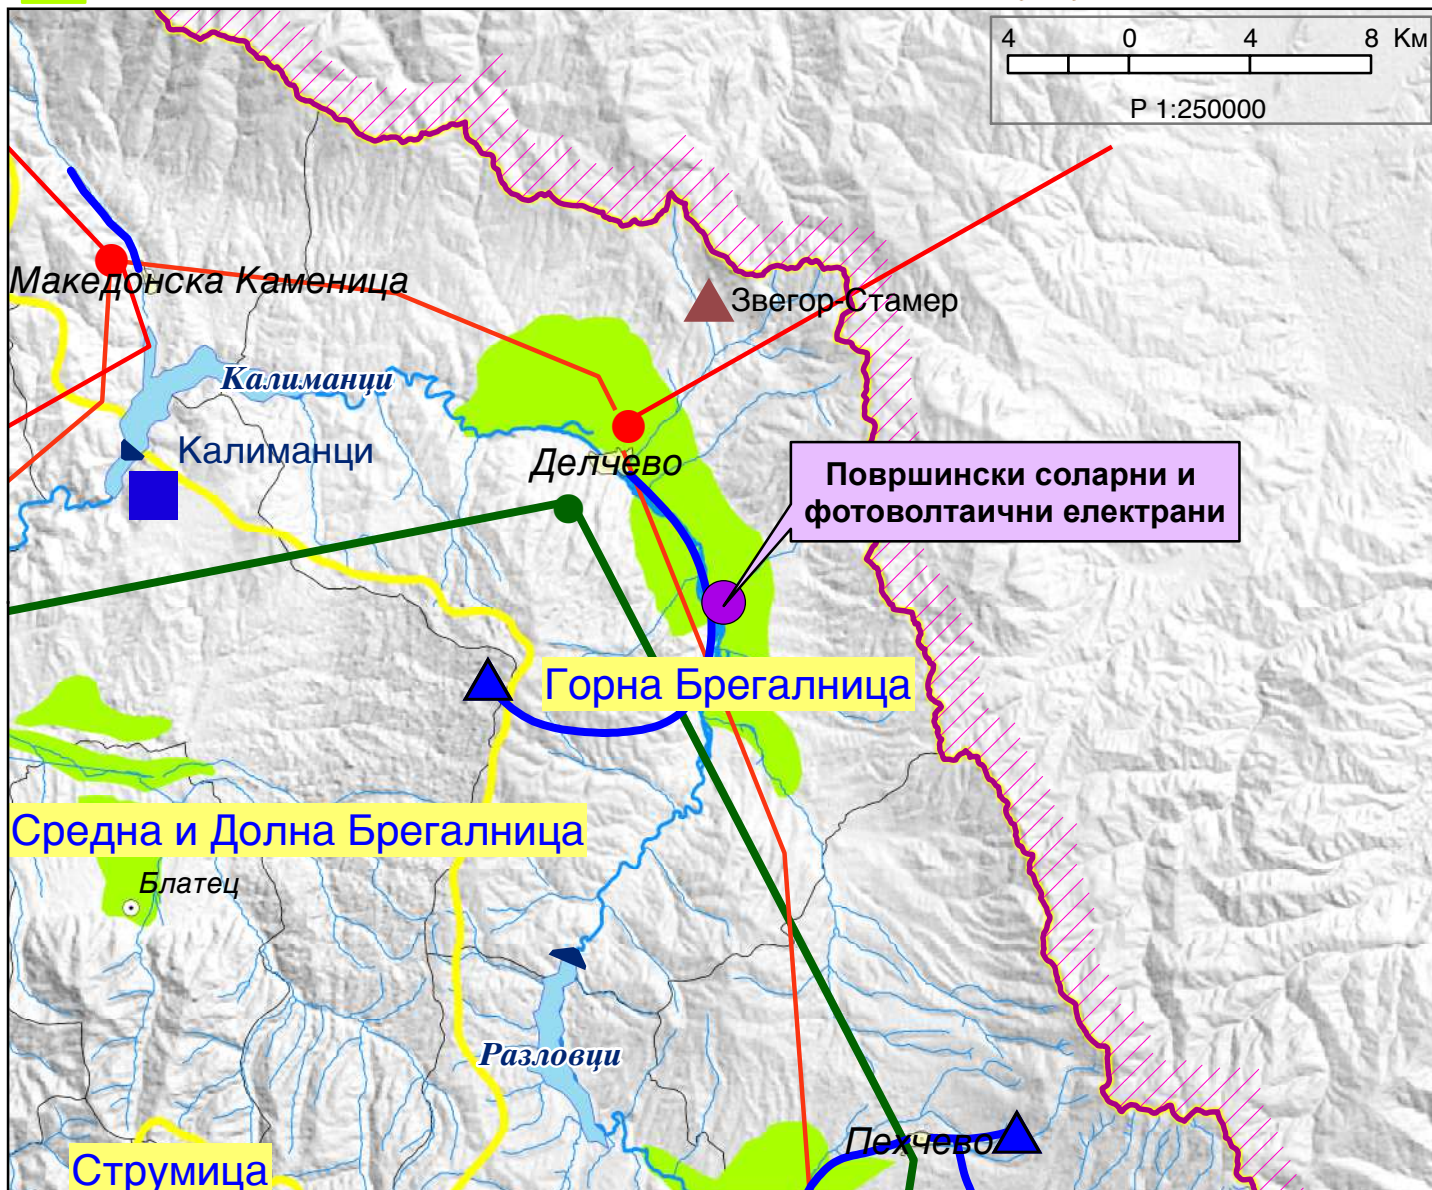 4 0 4 8 Км
Р 1:250000
Македонска Каменица
Звегор-Стамер
Калиманци
Калиманци
Делчево
Површински соларни и
фотоволтаични електрани
Горна Брегалница
Средна и Долна Брегалница
Блатец
Разловци
Пехчево
Струмица